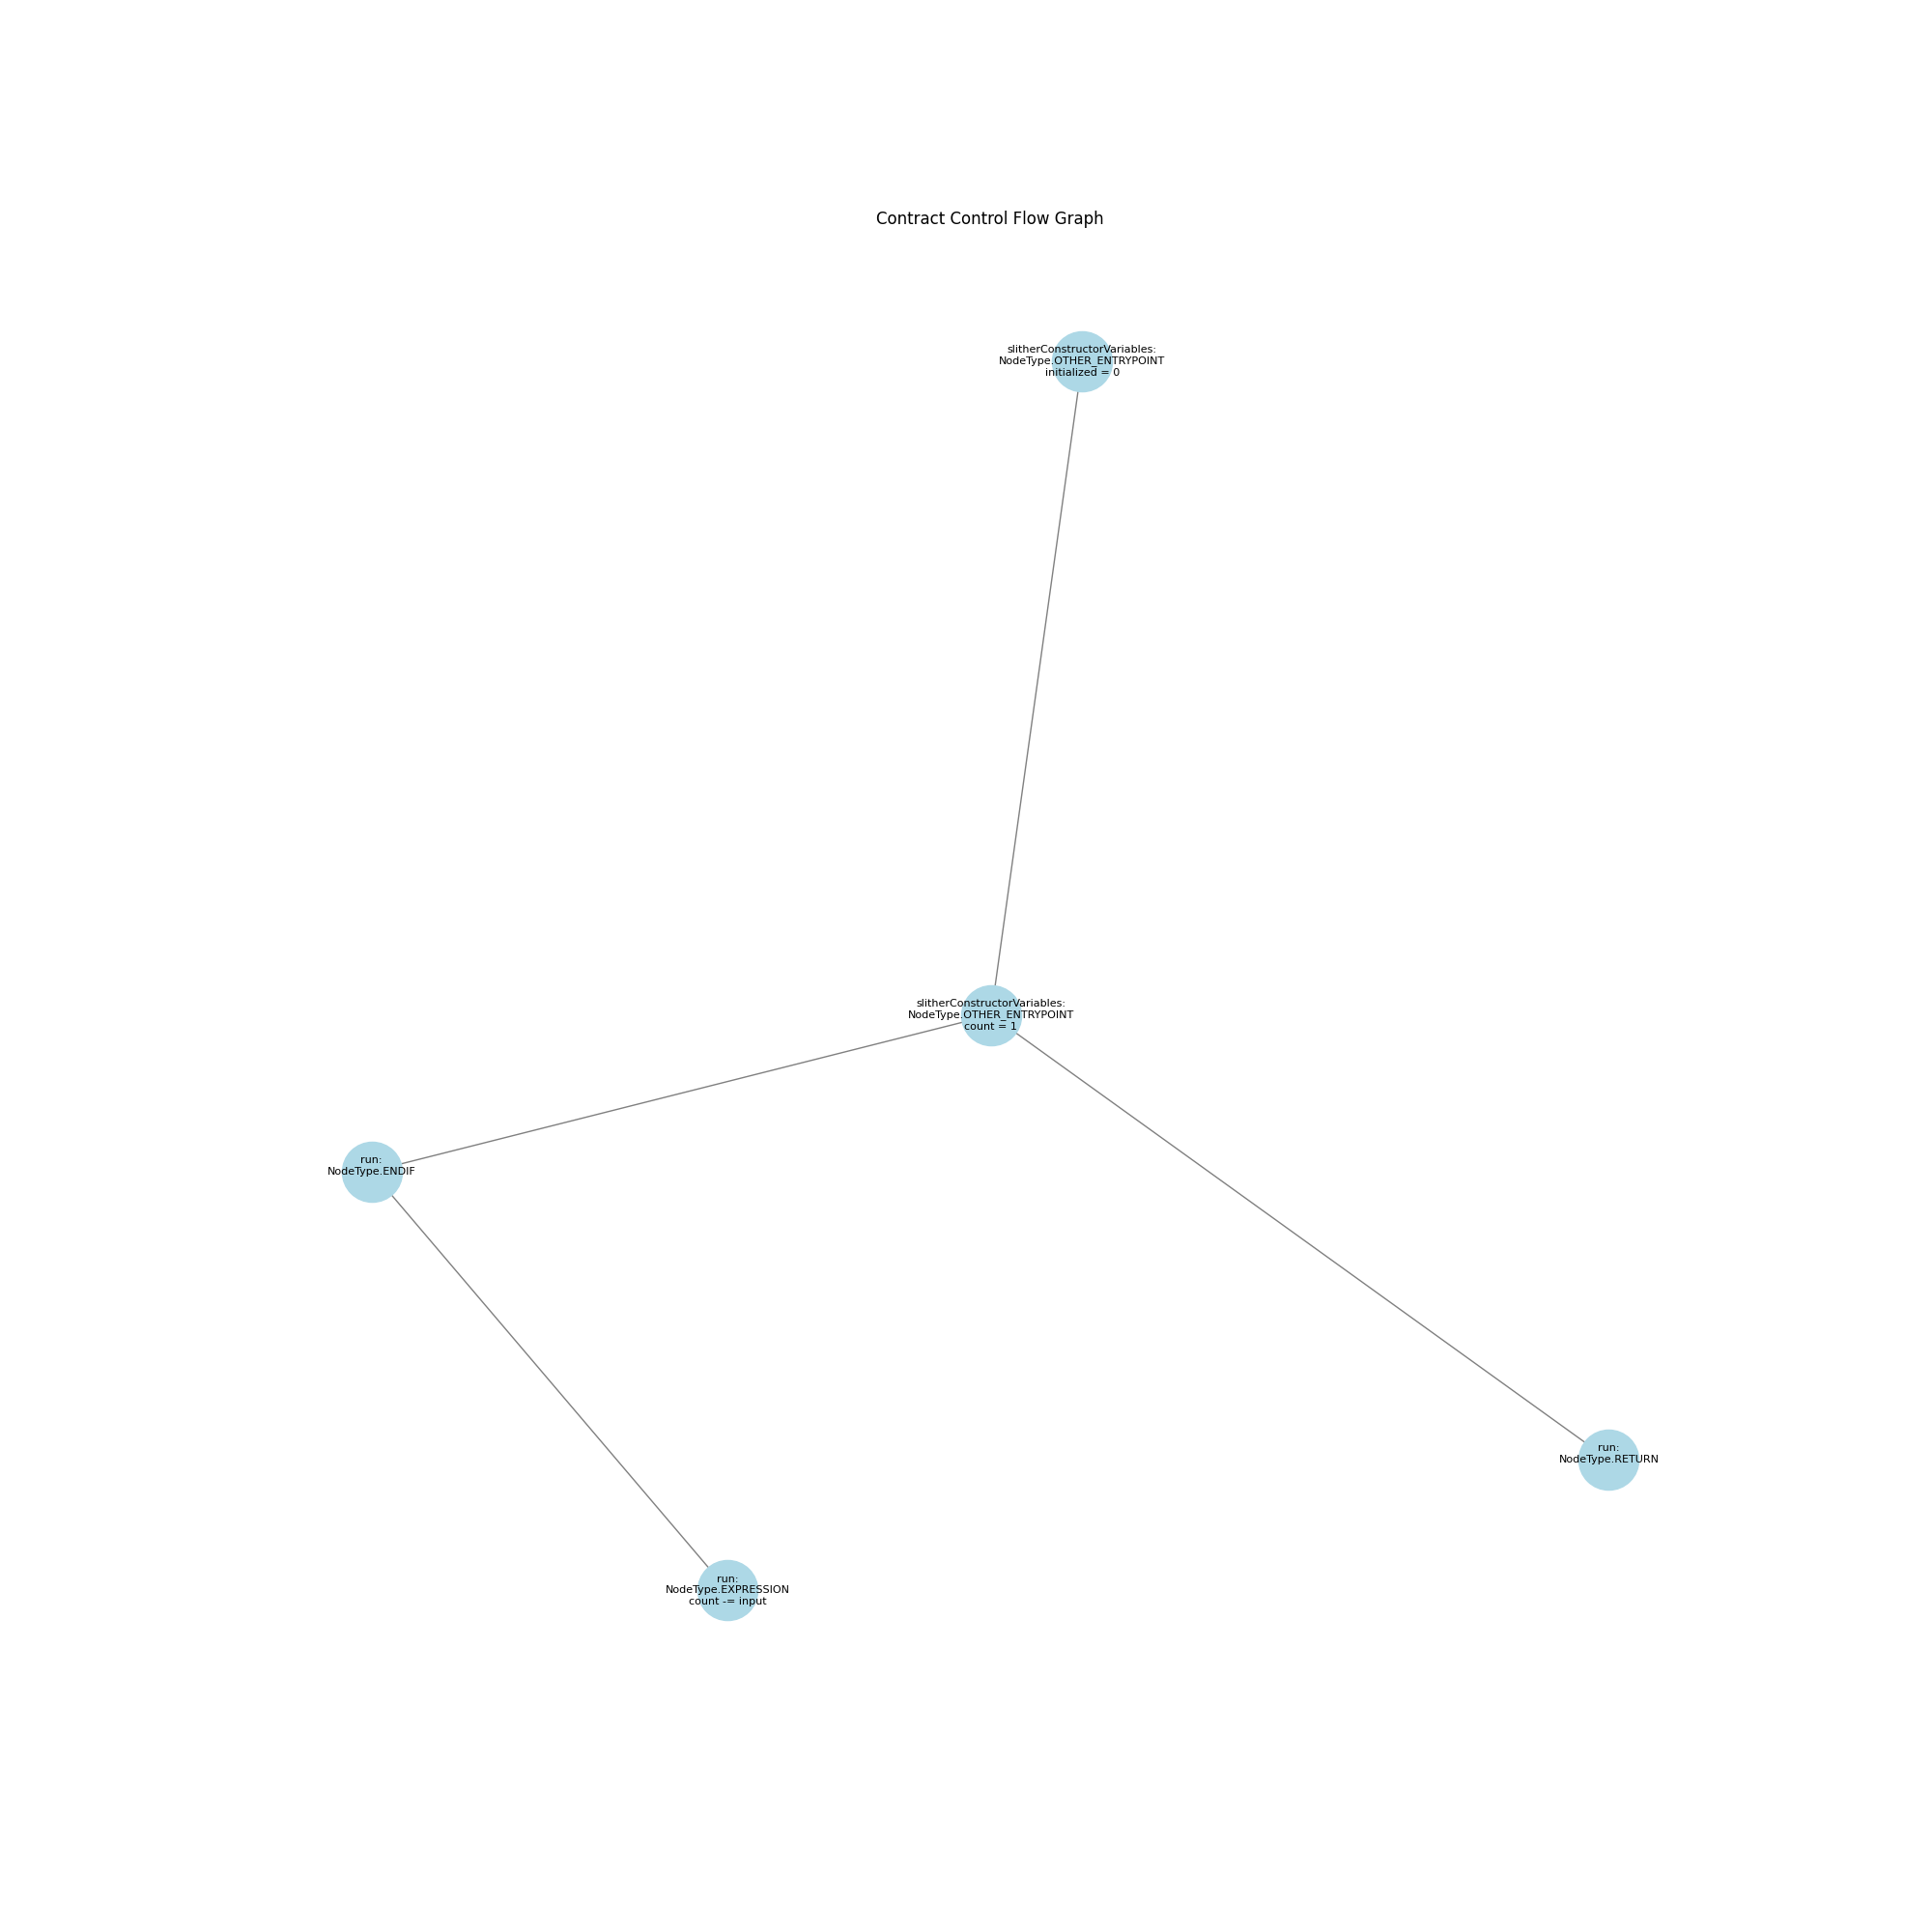 Contract Control Flow Graph
slitherConstructorVariables:
NodeType.OTHER_ENTRYPOINT
initialized = 0
slitherConstructorVariables:
NodeType.OTHER_ENTRYPOINT
count = 1
run:
NodeType.ENDIF
run:
NodeType.RETURN
run:
NodeType.EXPRESSION
count -= input